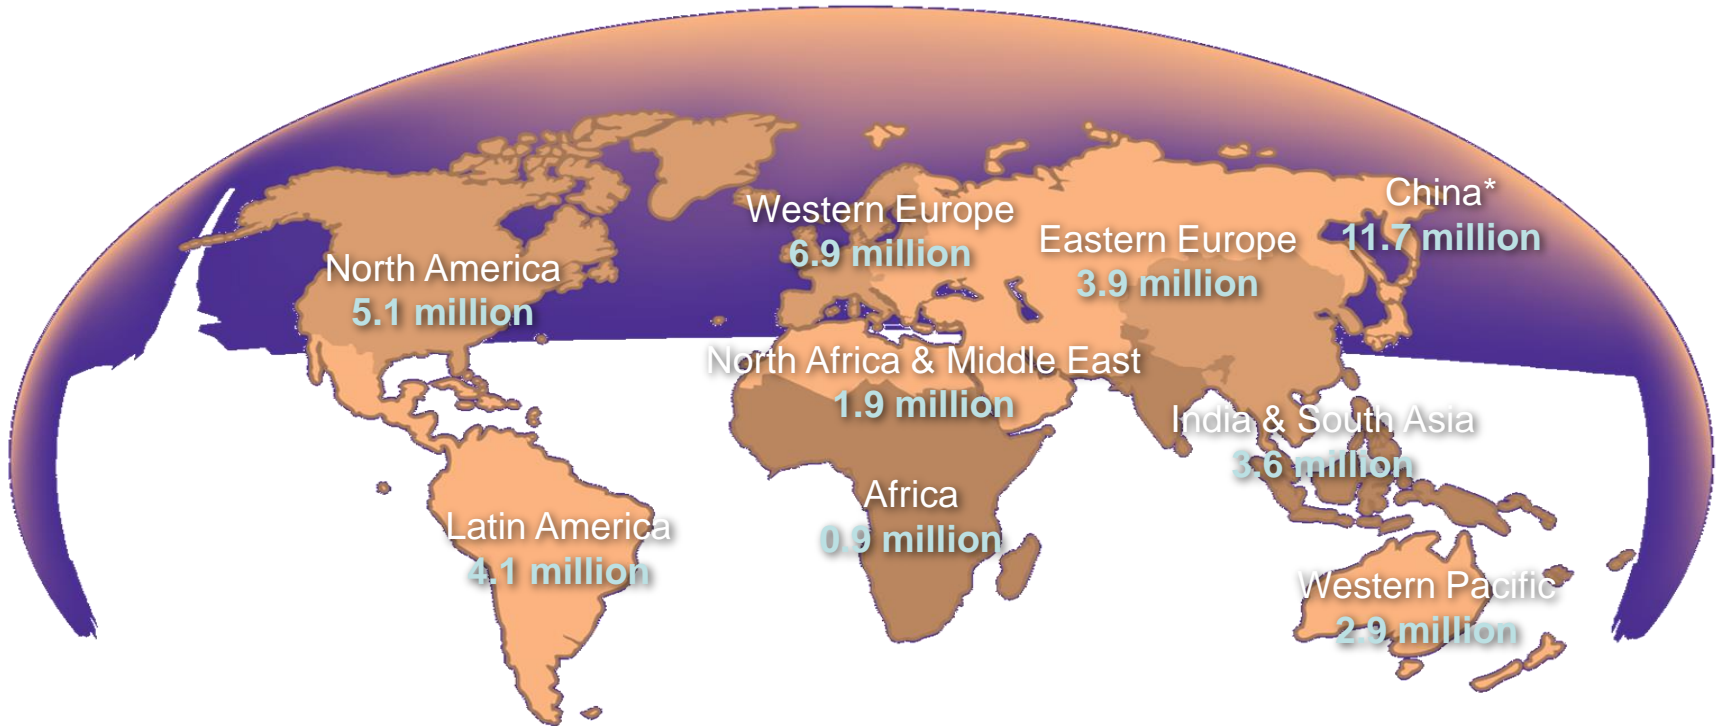 China*
11.7 million
Western Europe
6.9 million
Eastern Europe
3.9 million
North America
5.1 million
North Africa & Middle East
1.9 million
India & South Asia
3.6 million
Africa
0.9 million
Latin America
4.1 million
Western Pacific
2.9 million